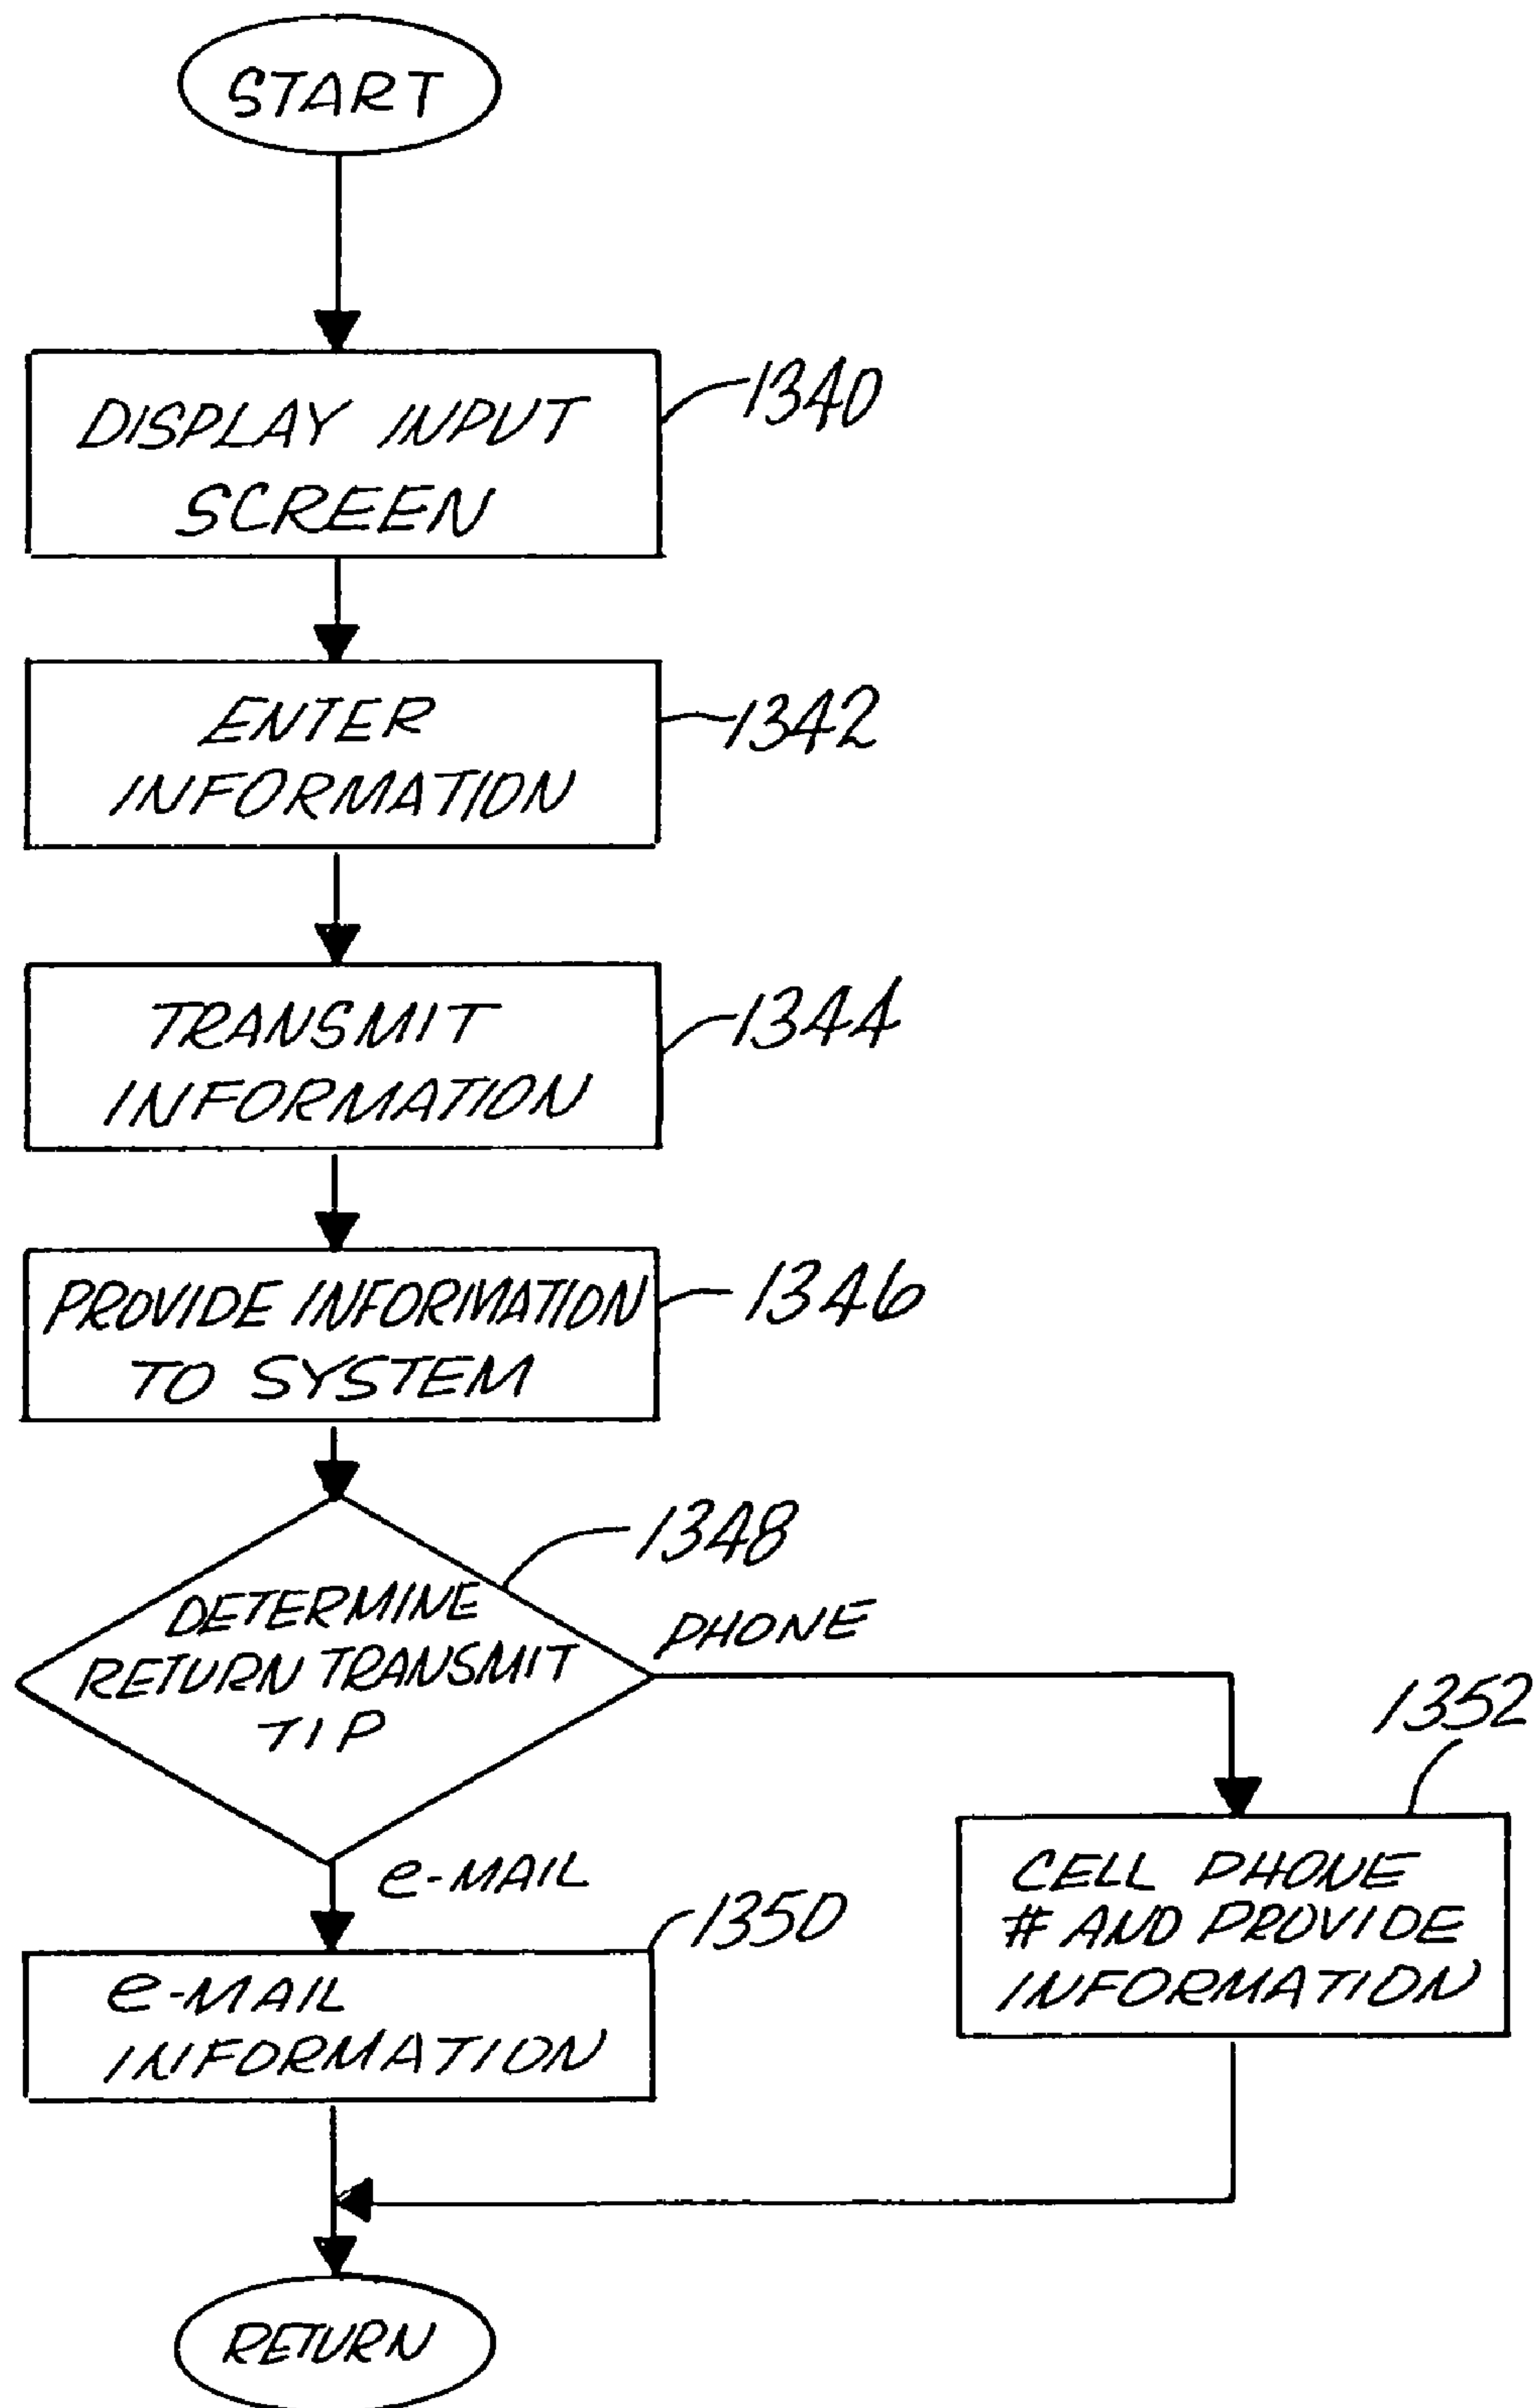 START
DISPLAY INPUT
SCREEN
1340
ENTER
INFORMATION
1342
TRANSMIT
INFORMATION
1344
PROVIDE INFORMATION
TO SYSTEM
1346
DETERMINE
RETURN TRANSMIT
TIP
1348
PHONE
e-MAIL
e-MAIL
INFORMATION
1350
CELL PHONE
# AND PROVIDE
INFORMATION
1352
RETURN